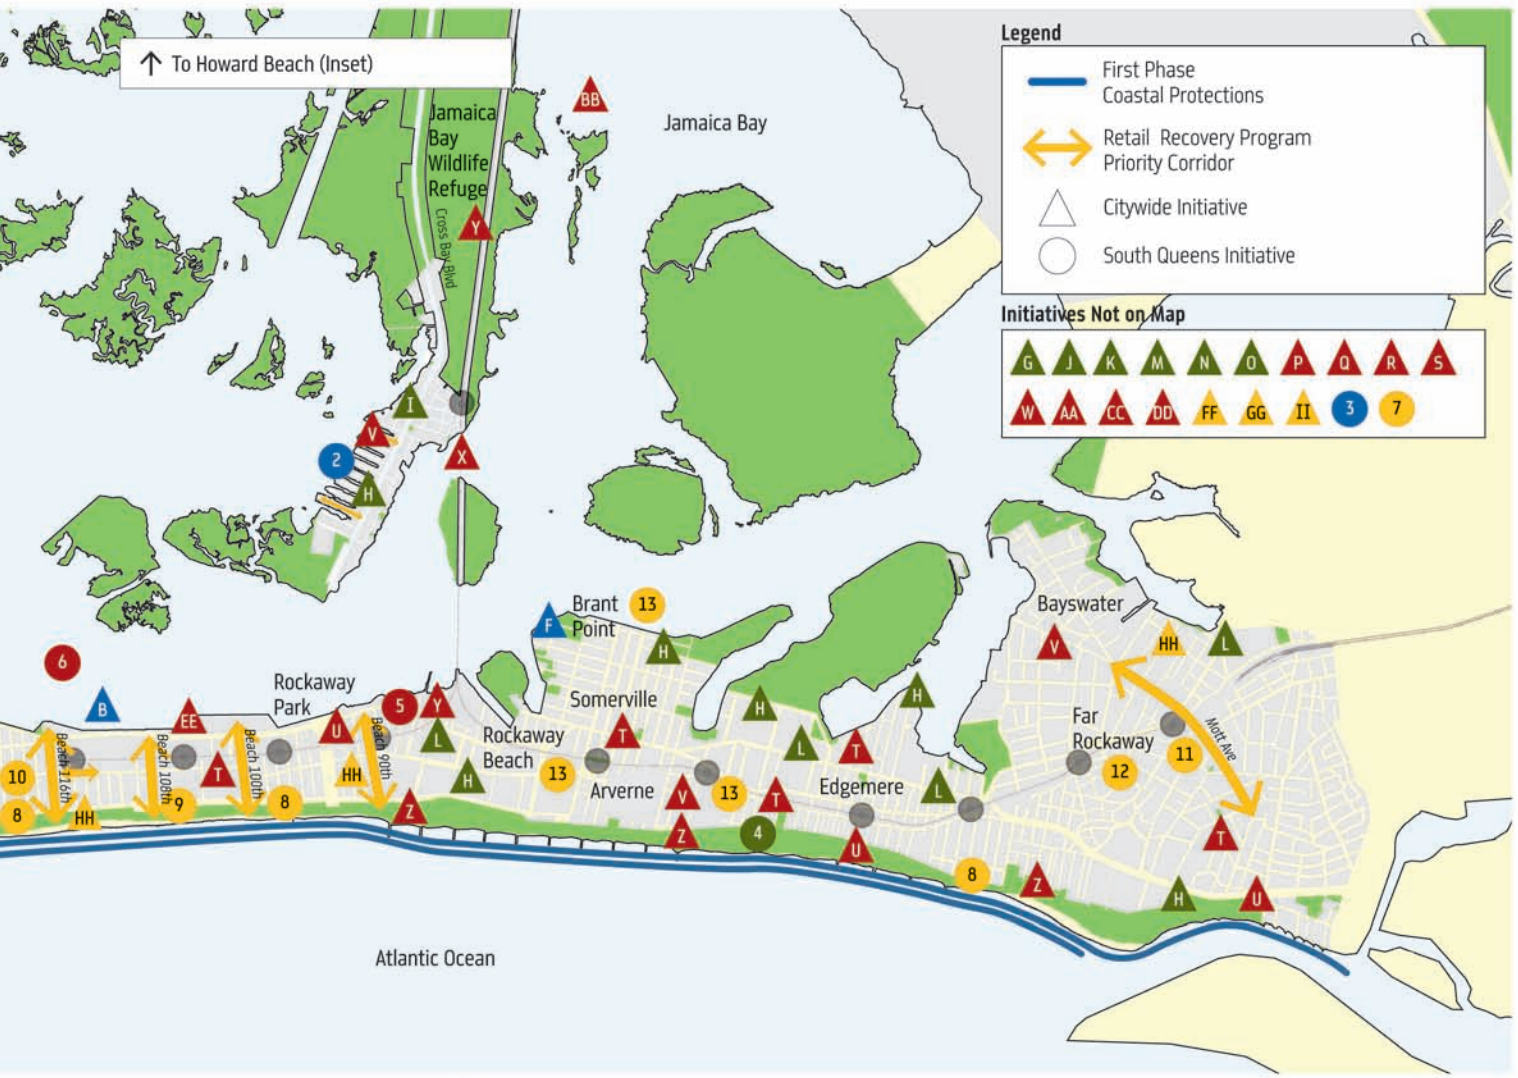 To Howard Beach (Inset)
BB
Jamaica Bay
Jamaica
Bay
Wildlife
Refuge
Cross Bay Blvd
Y
Legend
First Phase
Coastal Protections
Retail Recovery Program
Priority Corridor
Citywide Initiative
South Queens Initiative
Initiatives Not on Map
G J K M N O P Q R S
W AA CC DD FF GG II 3 7
I
V
2
X
H
Brant
Point
13
F
H
Bayswater
V
HH
L
6
B
EE
Rockaway
Park
U
5
Y
L
Rockaway
Beach
Somerville
T
H
L
T
H
Far
Rockaway
11
12
Mott Ave
10
8
Beach 116th
HH
Beach 108th
9
T
Beach 100th
8
HH
Beach 90th
Z
H
13
Arverne
V
13
T
Z
4
Edgemere
U
L
8
Z
T
H
U
Atlantic Ocean